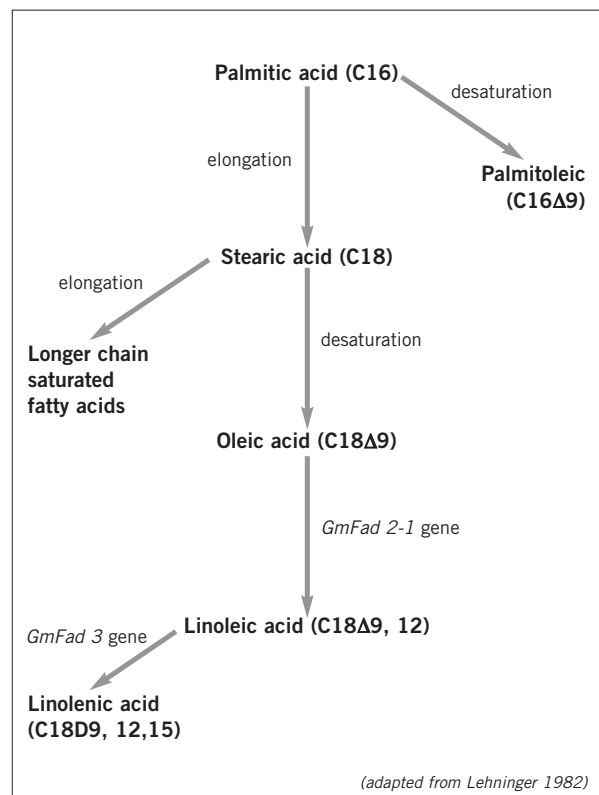 Palmitic acid (C16)
desaturation
elongation
Palmitoleic
(C16Δ9)
Stearic acid (C18)
elongation
desaturation
Longer chain
saturated
fatty acids
Oleic acid (C18Δ9)
GmFad 2-1 gene
Linoleic acid (C18Δ9, 12)
GmFad 3 gene
Linolenic acid
(C18D9, 12,15)
(adapted from Lehninger 1982)